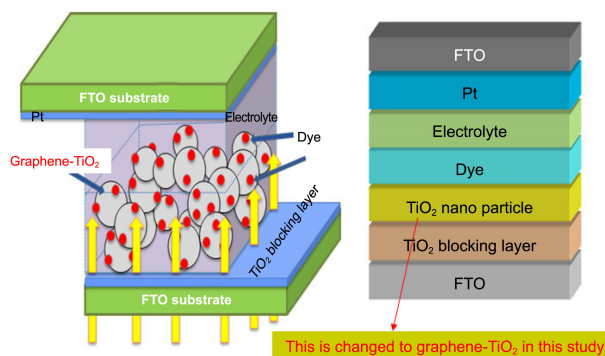 FTO substrate
Pt
Electrolyte
Dye
Graphene-TiO₂
TiO₂ blocking layer
FTO substrate
FTO
Pt
Electrolyte
Dye
TiO₂ nano particle
TiO₂ blocking layer
FTO
This is changed to graphene-TiO₂ in this study